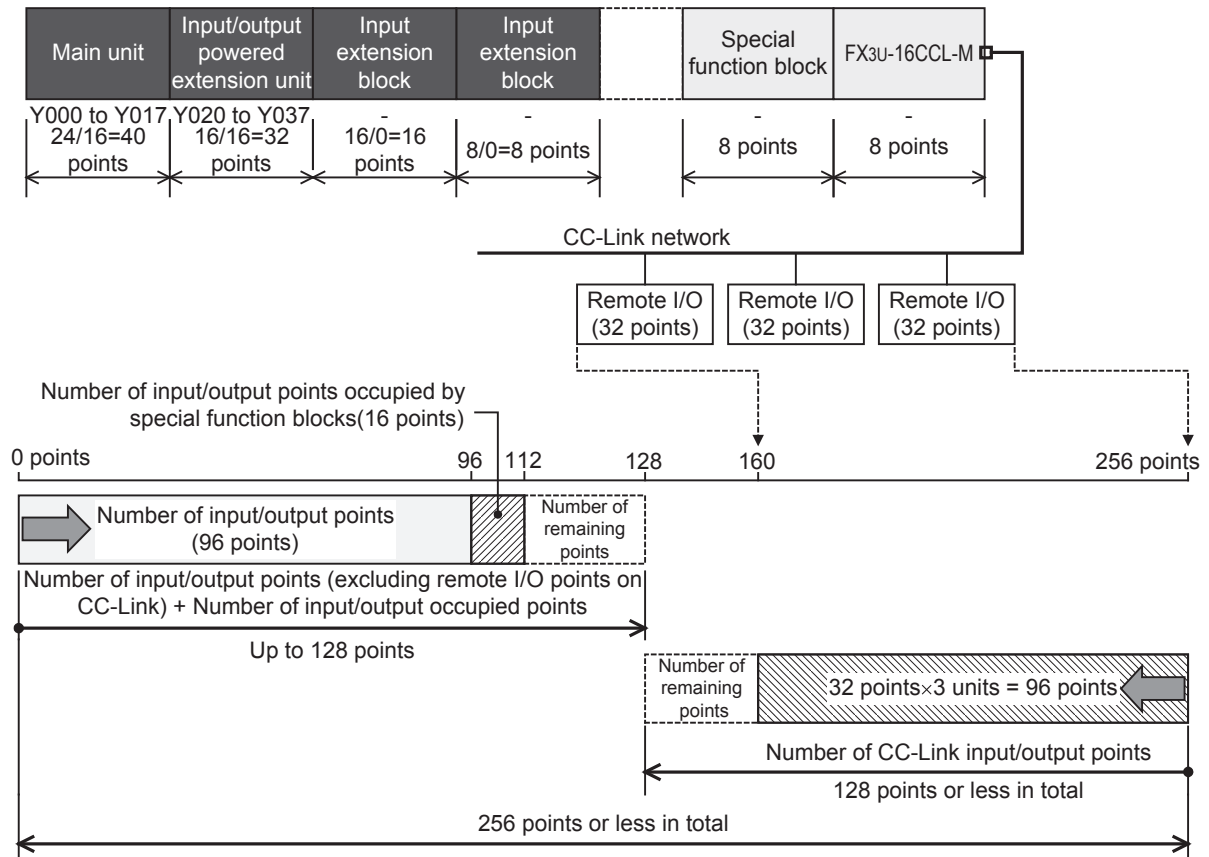 Main unit
Input/output
powered
extension unit
Input
extension
block
Input
extension
block
Special
function block
FX3U-16CCL-M
Y000 to Y017
24/16=40
points
Y020 to Y037
16/16=32
points
-
16/0=16
points
-
8/0=8 points
-
8 points
-
8 points
CC-Link network
Remote I/O
(32 points)
Remote I/O
(32 points)
Remote I/O
(32 points)
Number of input/output points occupied by
special function blocks(16 points)
0 points
96
112
128
160
256 points
Number of input/output points
(96 points)
Number of
remaining
points
Number of input/output points (excluding remote I/O points on
CC-Link) + Number of input/output occupied points
Up to 128 points
Number of
remaining
points
32 points×3 units = 96 points
Number of CC-Link input/output points
128 points or less in total
256 points or less in total